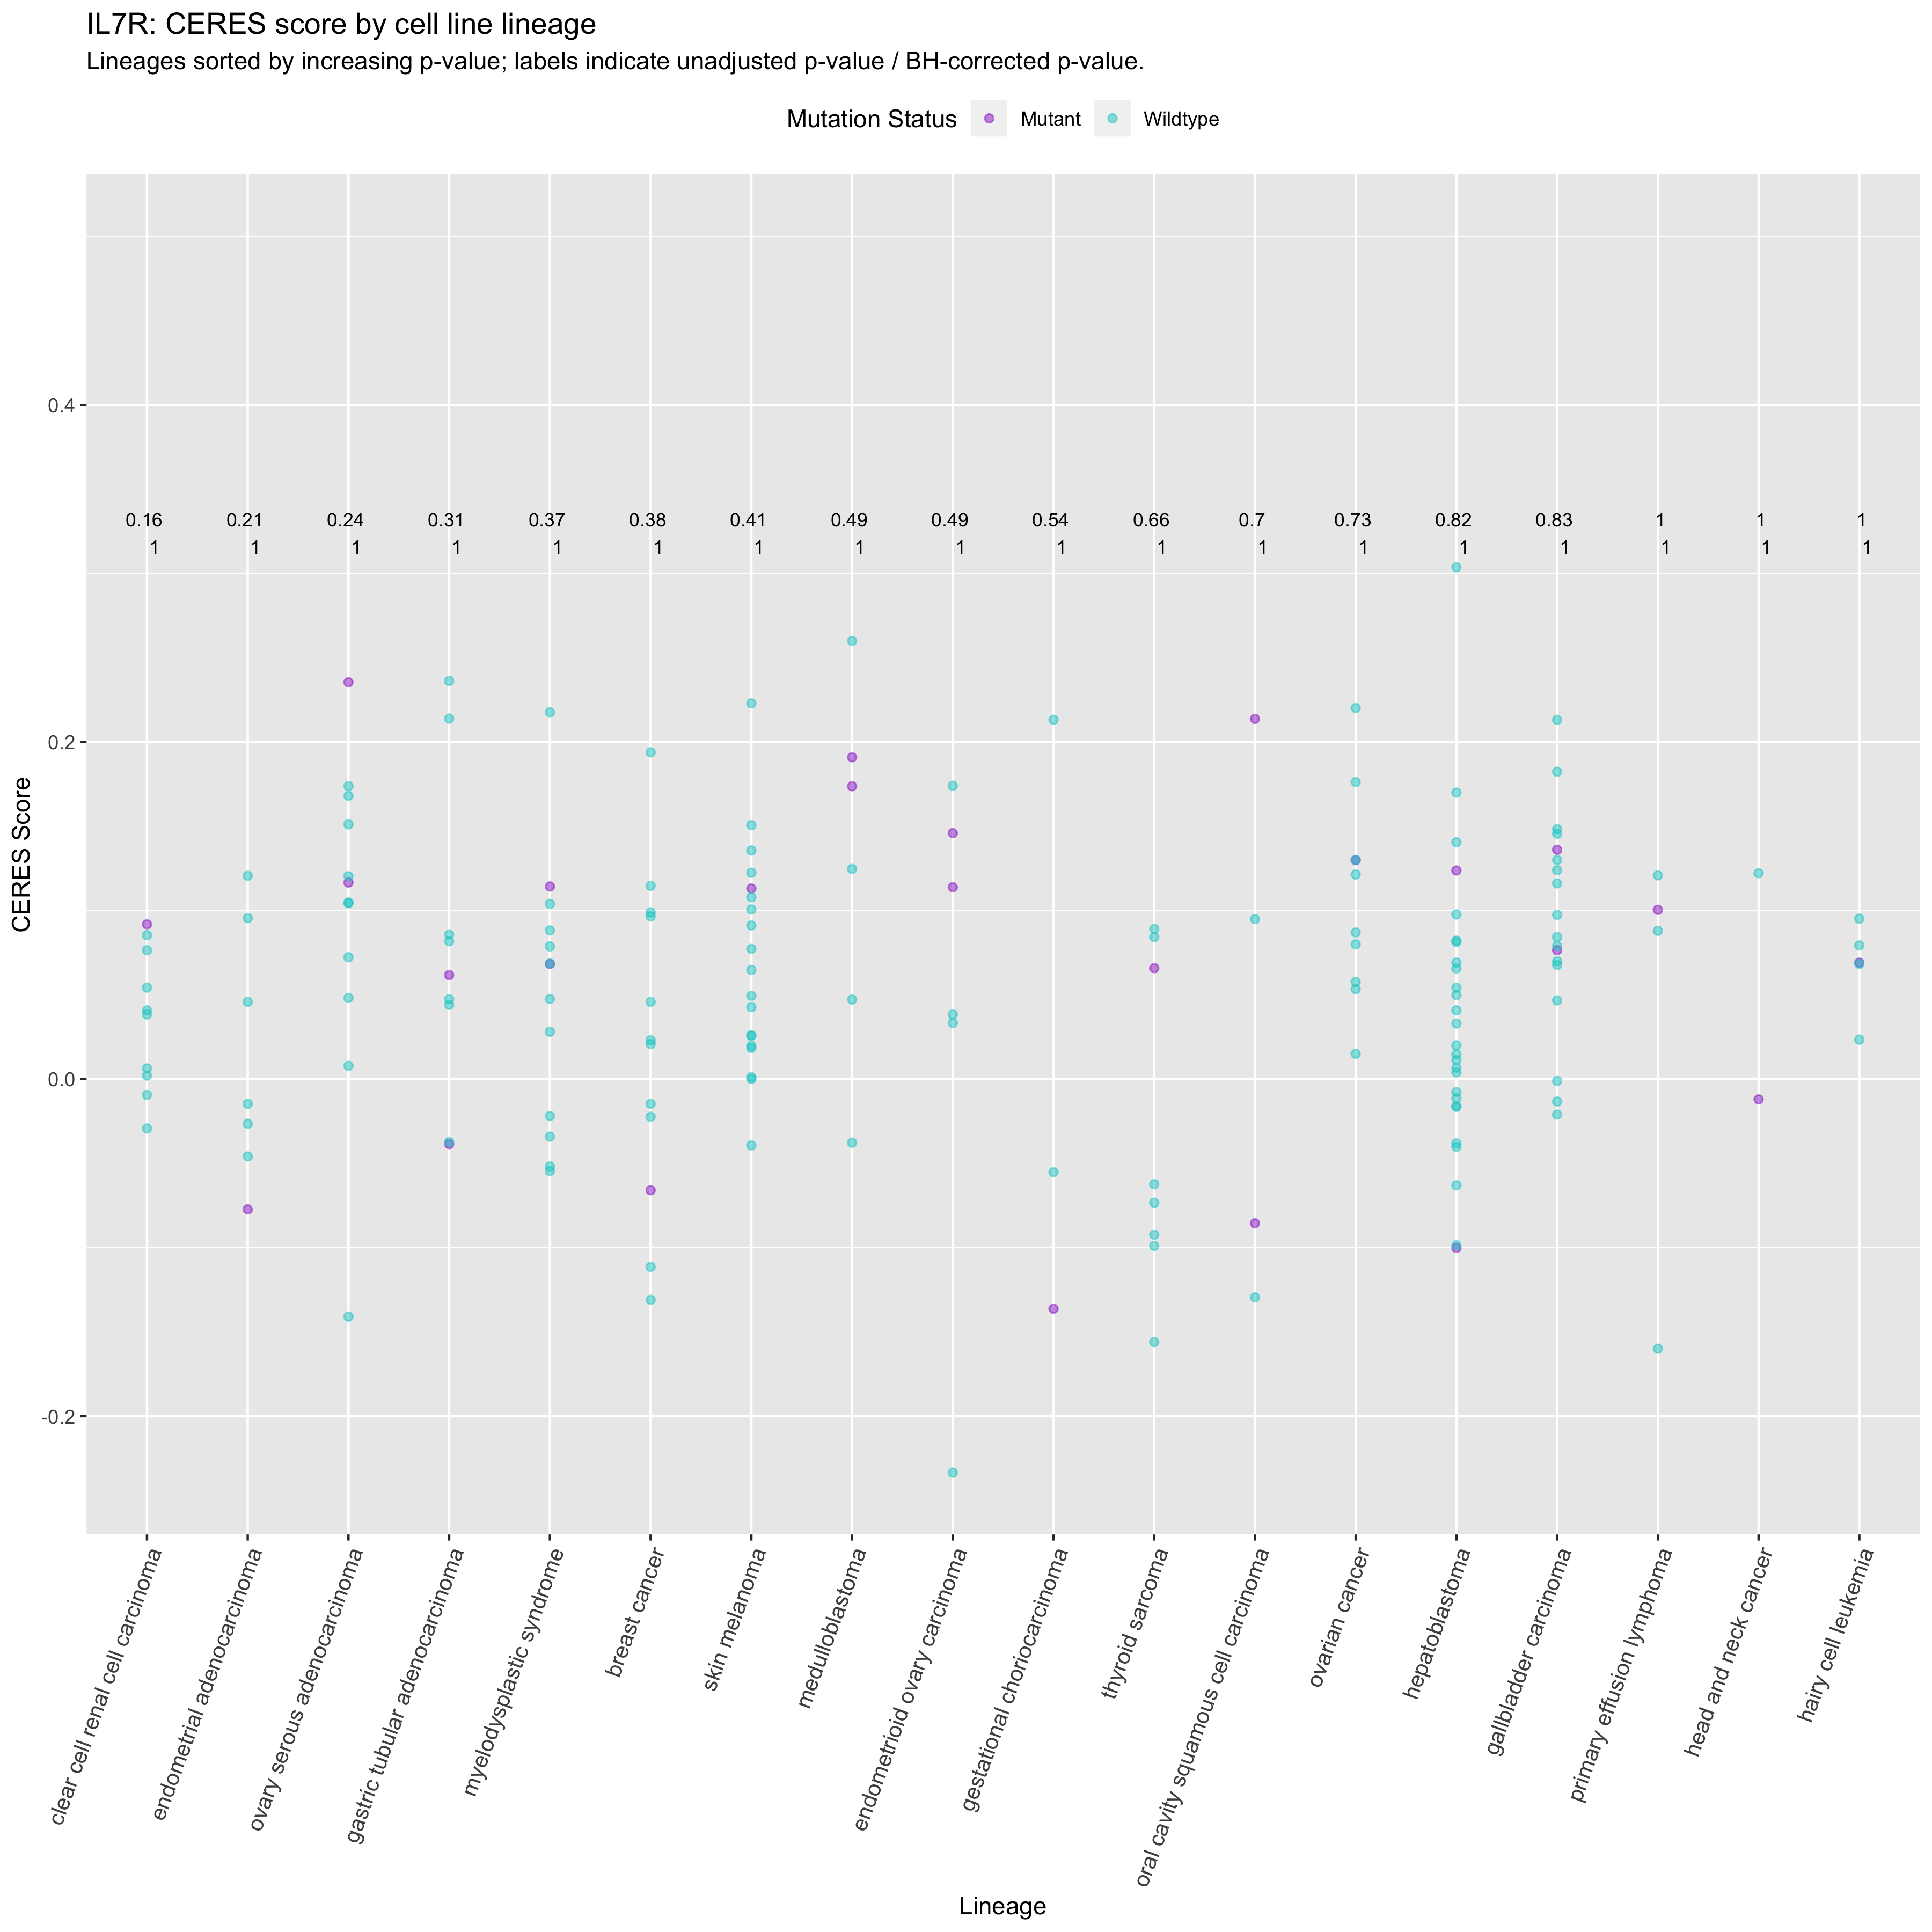 IL7R: CERES score by cell line lineage
Lineages sorted by increasing p-value; labels indicate unadjusted p-value / BH-corrected p-value.
Mutation Status Mutant Wildtype
0.4
0.16 0.21 0.24 0.31 0.37 0.38 0.41 0.49 0.49 0.54 0.66 0.7 0.73 0.82 0.83 1 1 1
1 1 1 1 1 1 1 1 1 1 1 1 1 1 1 1 1 1
0.2
CERES Score
0.0
-0.2
clear cell renal cell carcinoma
endometrial adenocarcinoma
ovary serous adenocarcinoma
gastric tubular adenocarcinoma
myelodysplastic syndrome
breast cancer
skin melanoma
medulloblastoma
endometrioid ovary carcinoma
gestational choriocarcinoma
thyroid sarcoma
oral cavity squamous cell carcinoma
ovarian cancer
hepatoblastoma
gallbladder carcinoma
primary effusion lymphoma
head and neck cancer
hairy cell leukemia
Lineage